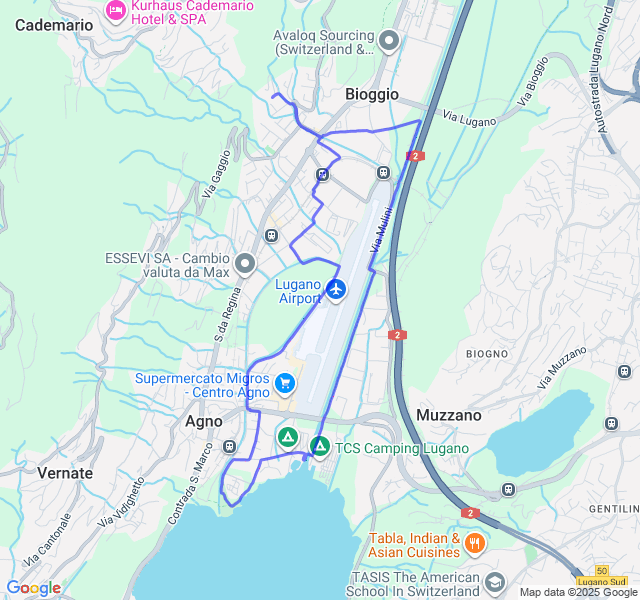 Cademario
Kurhaus Cademario
Hotel & SPA
Avaloq Sourcing
(Switzerland &...
Bioggio
Via Lugano
Via Bioggio
Autostrada Lugano Nord
2
Via Gaggio
Via Mulini
ESSEVI SA - Cambio
valuta da Max
S. da Regina
Lugano
Airport
2
BIOGNO
Via Muzzano
Supermercato Migros
- Centro Agno
Agno
Muzzano
TCS Camping Lugano
Vernate
Contrada S. Marco
Via Vidighetto
Via Cantonale
GENTILIN
2
Tabla, Indian &
Asian Cuisines
TASIS The American
School In Switzerland
50
Lugano Sud
Google
Map data ©2025 Google